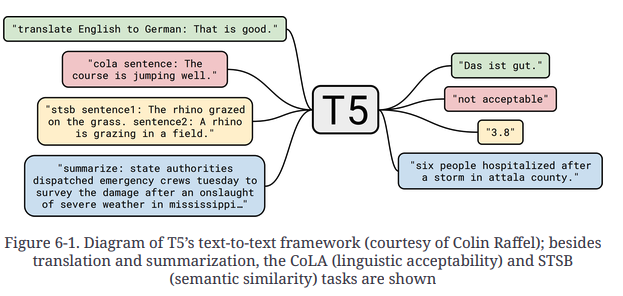 "translate English to German: That is good."
"cola sentence: The
course is jumping well."
"stsb sentence1: The rhino grazed
on the grass. sentence2: A rhino
is grazing in a field."
"summarize: state authorities
dispatched emergency crews tuesday to
survey the damage after an onslaught
of severe weather in mississippi…"
T5
"Das ist gut."
"not acceptable"
"3.8"
"six people hospitalized after
a storm in attala county."
Figure 6-1. Diagram of T5's text-to-text framework (courtesy of Colin Raffel); besides
translation and summarization, the CoLA (linguistic acceptability) and STSB
(semantic similarity) tasks are shown